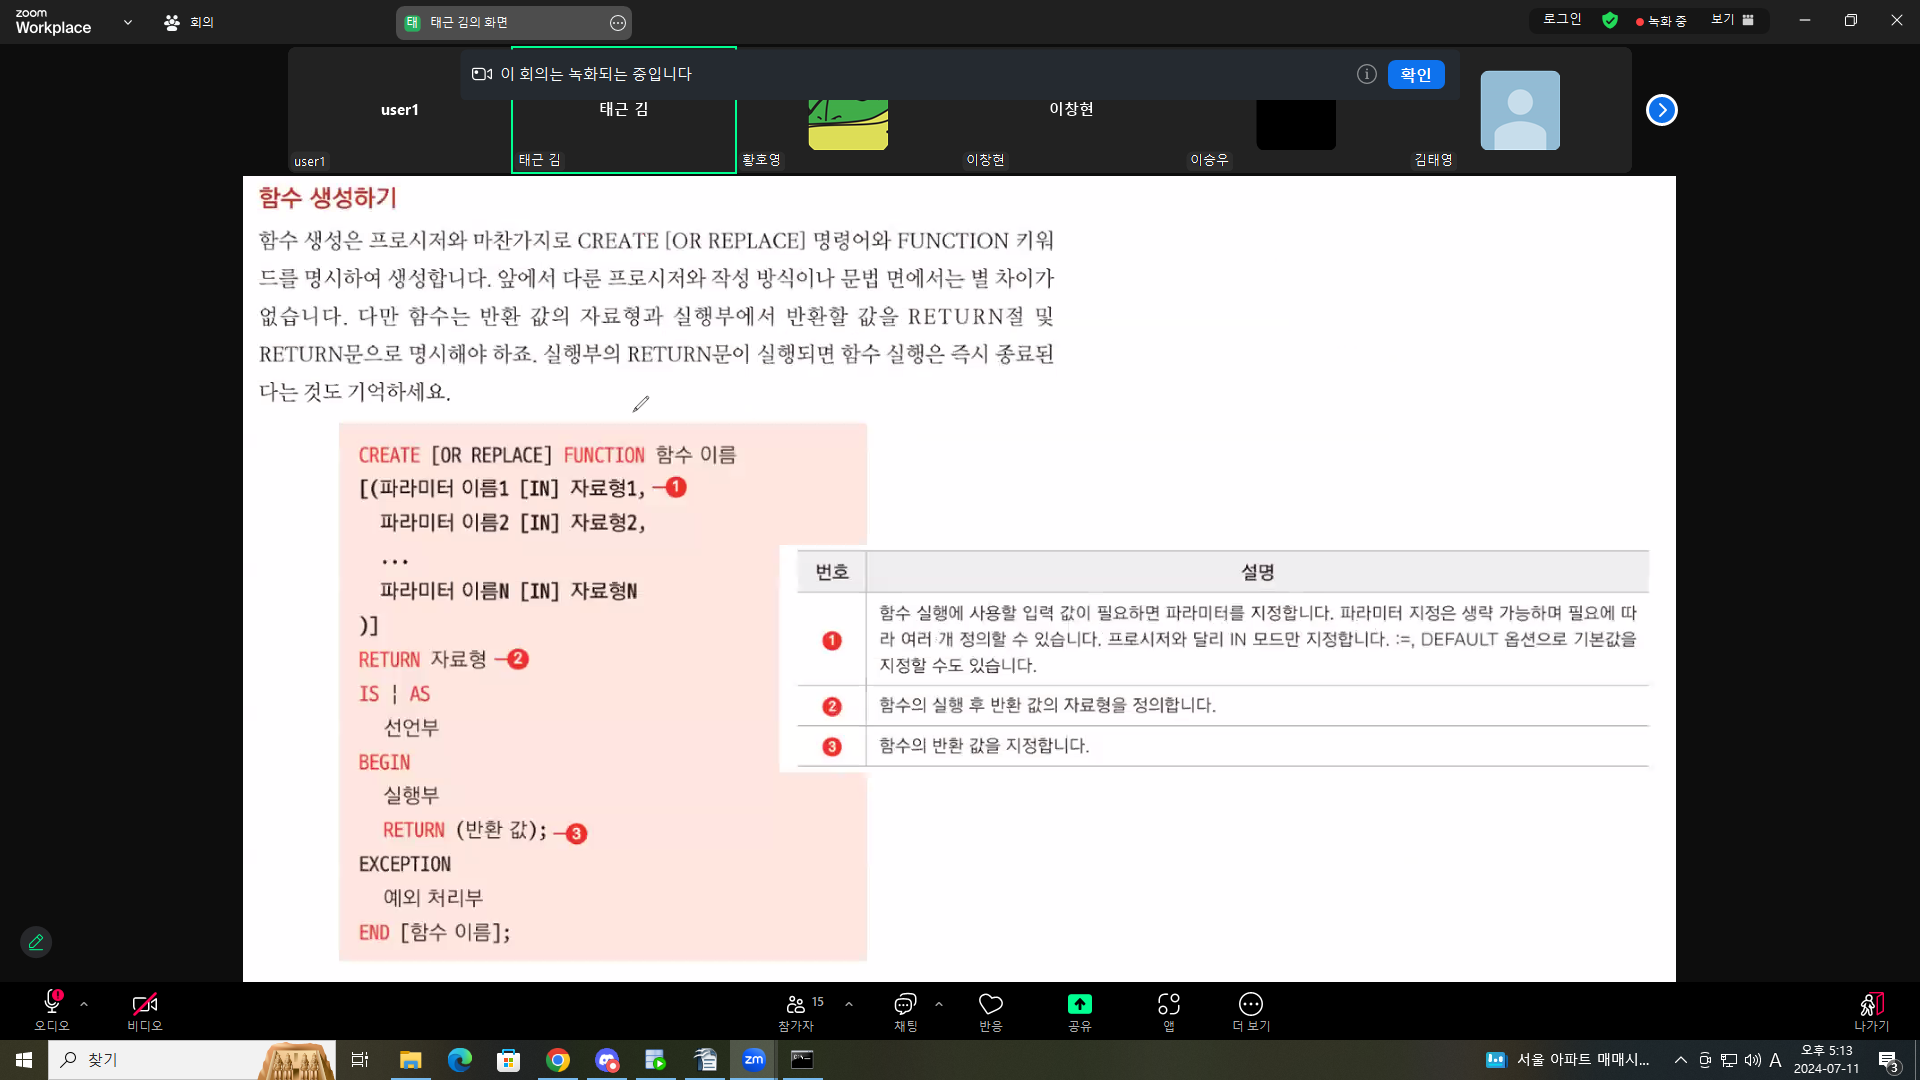 zoom
Workplace
회의
태 태근 김의 화면
로그인
녹화 중
보기
이 회의는 녹화되는 중입니다
확인
user1
태근 김
이창현
user1
태근 김
황호영
이창현
이승우
김태영
함수 생성하기
함수 생성은 프로시저와 마찬가지로 CREATE [OR REPLACE] 명령어와 FUNCTION 키워
드를 명시하여 생성합니다. 앞에서 다룬 프로시저와 작성 방식이나 문법 면에서는 별 차이가
없습니다. 다만 함수는 반환 값의 자료형과 실행부에서 반환할 값을 RETURN절 및
RETURN문으로 명시해야 하죠. 실행부의 RETURN문이 실행되면 함수 실행은 즉시 종료된
다는 것도 기억하세요.
CREATE [OR REPLACE] FUNCTION 함수 이름
[(파라미터 이름1 [IN] 자료형1, 1
파라미터 이름2 [IN] 자료형2,
...
파라미터 이름N [IN] 자료형N
)]
RETURN 자료형 2
IS ¦ AS
선언부
BEGIN
실행부
RETURN (반환 값); 3
EXCEPTION
예외 처리부
END [함수 이름];
번호 설명
1 함수 실행에 사용할 입력 값이 필요하면 파라미터를 지정합니다. 파라미터 지정은 생략 가능하며 필요에 따
라 여러 개 정의할 수 있습니다. 프로시저와 달리 IN 모드만 지정합니다. :=, DEFAULT 옵션으로 기본값을
지정할 수도 있습니다.
2 함수의 실행 후 반환 값의 자료형을 정의합니다.
3 함수의 반환 값을 지정합니다.
오디오
비디오
참가자 15
채팅
반응
공유
앱
더 보기
나가기
찾기
zm
서울 아파트 매매시...
A
오후 5:13
2024-07-11
3